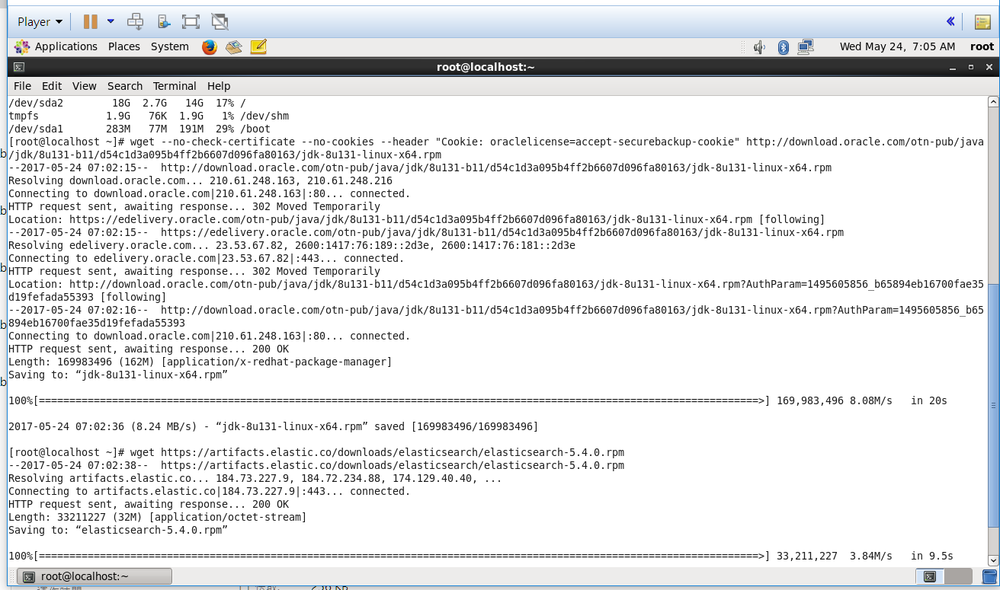 Player
Applications Places System Wed May 24, 7:05 AM root
root@localhost:~
File Edit View Search Terminal Help
/dev/sda2 18G 2.7G 14G 17% /
tmpfs 1.9G 76K 1.9G 1% /dev/shm
/dev/sda1 283M 77M 191M 29% /boot
[root@localhost ~]# wget --no-check-certificate --no-cookies --header "Cookie: oraclelicense=accept-securebackup-cookie" http://download.oracle.com/otn-pub/java
/jdk/8u131-b11/d54c1d3a095b4ff2b6607d096fa80163/jdk-8u131-linux-x64.rpm
--2017-05-24 07:02:15-- http://download.oracle.com/otn-pub/java/jdk/8u131-b11/d54c1d3a095b4ff2b6607d096fa80163/jdk-8u131-linux-x64.rpm
Resolving download.oracle.com... 210.61.248.163, 210.61.248.216
Connecting to download.oracle.com|210.61.248.163|:80... connected.
HTTP request sent, awaiting response... 302 Moved Temporarily
Location: https://edelivery.oracle.com/otn-pub/java/jdk/8u131-b11/d54c1d3a095b4ff2b6607d096fa80163/jdk-8u131-linux-x64.rpm [following]
--2017-05-24 07:02:15-- https://edelivery.oracle.com/otn-pub/java/jdk/8u131-b11/d54c1d3a095b4ff2b6607d096fa80163/jdk-8u131-linux-x64.rpm
Resolving edelivery.oracle.com... 23.53.67.82, 2600:1417:76:189::2d3e, 2600:1417:76:181::2d3e
Connecting to edelivery.oracle.com|23.53.67.82|:443... connected.
HTTP request sent, awaiting response... 302 Moved Temporarily
Location: http://download.oracle.com/otn-pub/java/jdk/8u131-b11/d54c1d3a095b4ff2b6607d096fa80163/jdk-8u131-linux-x64.rpm?AuthParam=1495605856_b65894eb16700fae35
d19fefada55393 [following]
--2017-05-24 07:02:16-- http://download.oracle.com/otn-pub/java/jdk/8u131-b11/d54c1d3a095b4ff2b6607d096fa80163/jdk-8u131-linux-x64.rpm?AuthParam=1495605856_b65
894eb16700fae35d19fefada55393
Connecting to download.oracle.com|210.61.248.163|:80... connected.
HTTP request sent, awaiting response... 200 OK
Length: 169983496 (162M) [application/x-redhat-package-manager]
Saving to: “jdk-8u131-linux-x64.rpm”
100%[======================================================================================================================>] 169,983,496 8.08M/s in 20s
2017-05-24 07:02:36 (8.24 MB/s) - “jdk-8u131-linux-x64.rpm” saved [169983496/169983496]
[root@localhost ~]# wget https://artifacts.elastic.co/downloads/elasticsearch/elasticsearch-5.4.0.rpm
--2017-05-24 07:02:38-- https://artifacts.elastic.co/downloads/elasticsearch/elasticsearch-5.4.0.rpm
Resolving artifacts.elastic.co... 184.73.227.9, 184.72.234.88, 174.129.40.40, ...
Connecting to artifacts.elastic.co|184.73.227.9|:443... connected.
HTTP request sent, awaiting response... 200 OK
Length: 33211227 (32M) [application/octet-stream]
Saving to: “elasticsearch-5.4.0.rpm”
100%[======================================================================================================================>] 33,211,227 3.84M/s in 9.5s
root@localhost:~